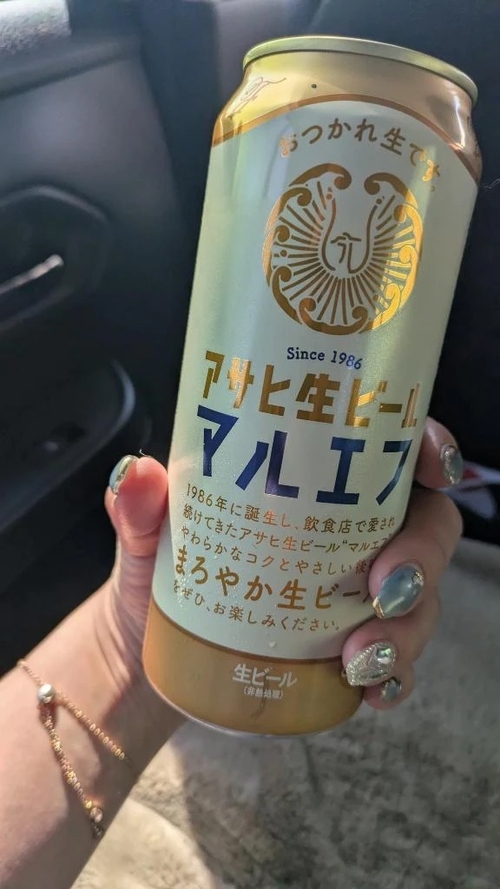 おつかれ生です。
Since 1986
アサヒ生ビール
マルエフ
1986年に誕生し、飲食店で愛され
続けてきたアサヒ生ビール“マルエフ
やわらかなコクとやさしい後
まろやか生ビー
をぜひ、お楽しみください。
生ビール
(非熱処理)